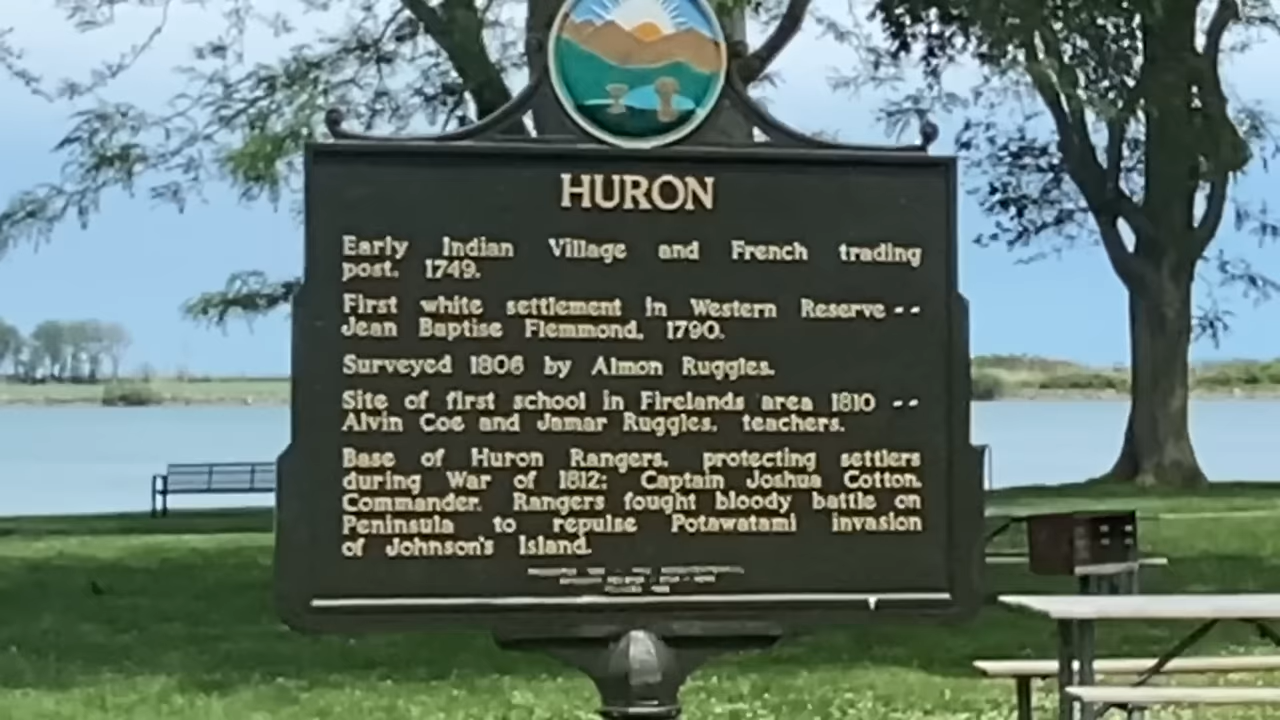 HURON
Early Indian Village and French trading
post. 1749.
First white settlement in Western Reserve --
Jean Baptise Flemmond. 1790.
Surveyed 1806 by Almon Ruggles.
Site of first school in Firelands area 1810 --
Alvin Coe and Jamar Ruggles. teachers.
Base of Huron Rangers. protecting settlers
during War of 1812; Captain Joshua Cotton.
Commander. Rangers fought bloody battle on
Peninsula to repulse Potawatami invasion
of Johnson's Island.